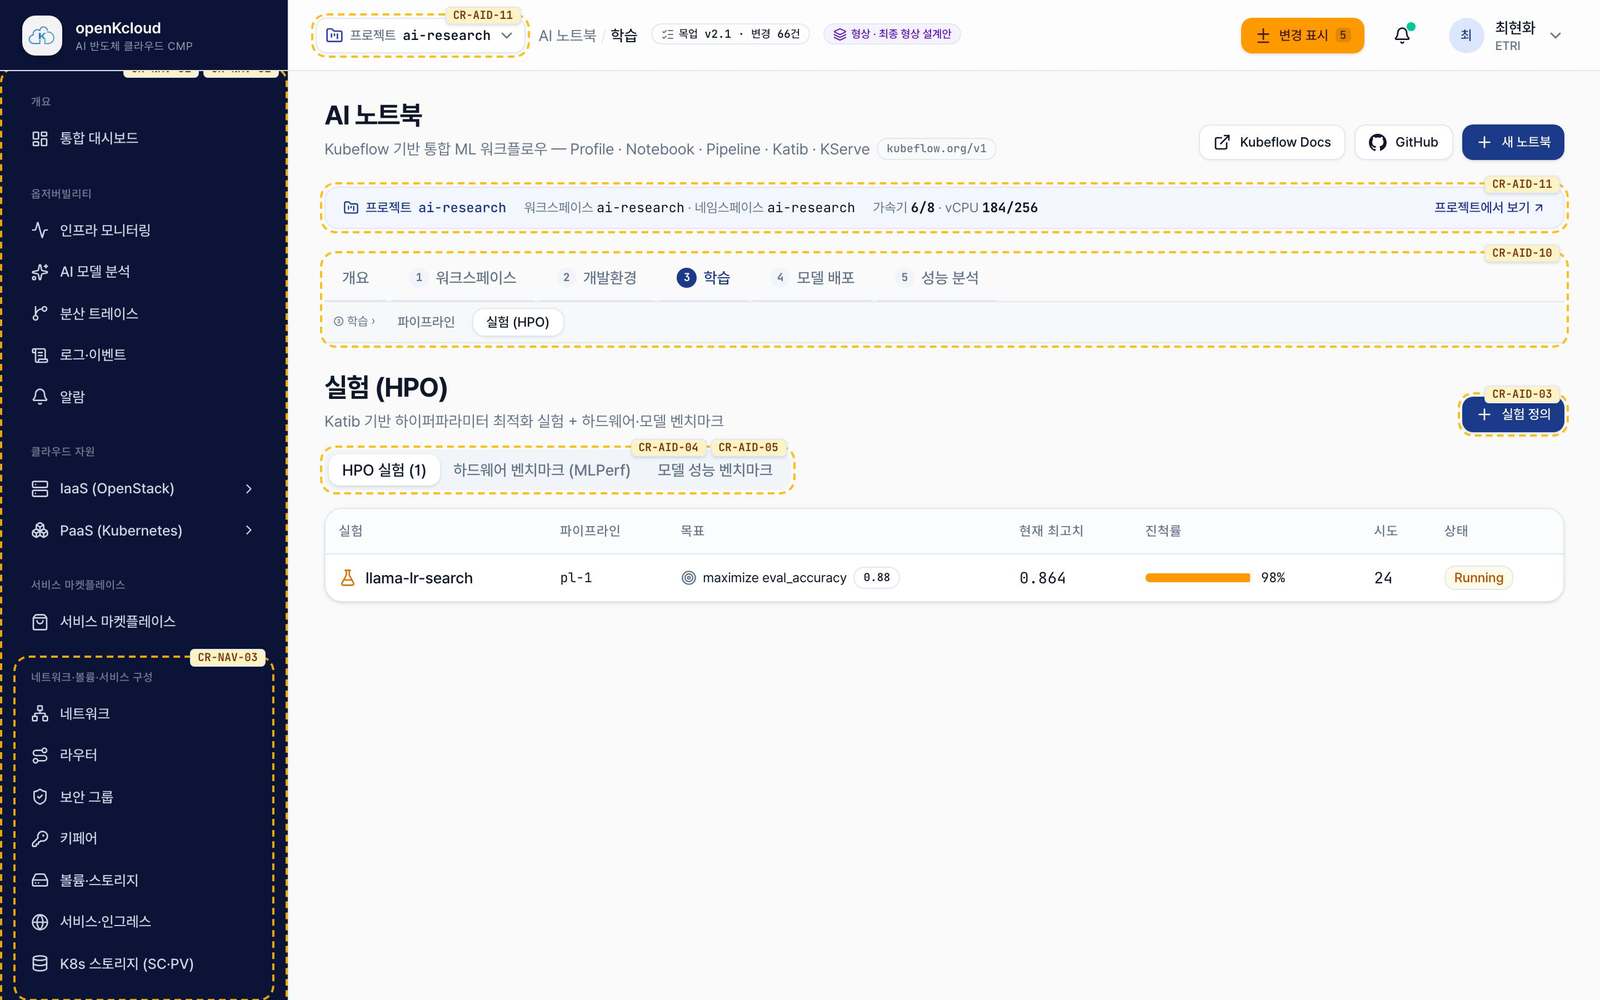 openKcloud
AI 반도체 클라우드 CMP
개요
통합 대시보드
옵저버빌리티
인프라 모니터링
AI 모델 분석
분산 트레이스
로그·이벤트
알람
클라우드 자원
IaaS (OpenStack)
PaaS (Kubernetes)
서비스 마켓플레이스
서비스 마켓플레이스
CR-NAV-03
네트워크·볼륨·서비스 구성
네트워크
라우터
보안 그룹
키페어
볼륨·스토리지
서비스·인그레스
K8s 스토리지 (SC·PV)
CR-AID-11
프로젝트 ai-research
AI 노트북 / 학습
목업 v2.1 · 변경 66건
형상 · 최종 형상 설계안
변경 표시 5
최
최현화
ETRI
AI 노트북
Kubeflow 기반 통합 ML 워크플로우 — Profile · Notebook · Pipeline · Katib · KServe kubeflow.org/v1
Kubeflow Docs
GitHub
새 노트북
CR-AID-11
프로젝트 ai-research 워크스페이스 ai-research · 네임스페이스 ai-research 가속기 6/8 · vCPU 184/256 프로젝트에서 보기 ↗
CR-AID-10
개요 1 워크스페이스 2 개발환경 3 학습 4 모델 배포 5 성능 분석
③ 학습 › 파이프라인 실험 (HPO)
실험 (HPO)
Katib 기반 하이퍼파라미터 최적화 실험 + 하드웨어·모델 벤치마크
CR-AID-03
실험 정의
CR-AID-04 CR-AID-05
HPO 실험 (1) 하드웨어 벤치마크 (MLPerf) 모델 성능 벤치마크
실험 파이프라인 목표 현재 최고치 진척률 시도 상태
llama-lr-search pl-1 maximize eval_accuracy 0.88 0.864 98% 24 Running